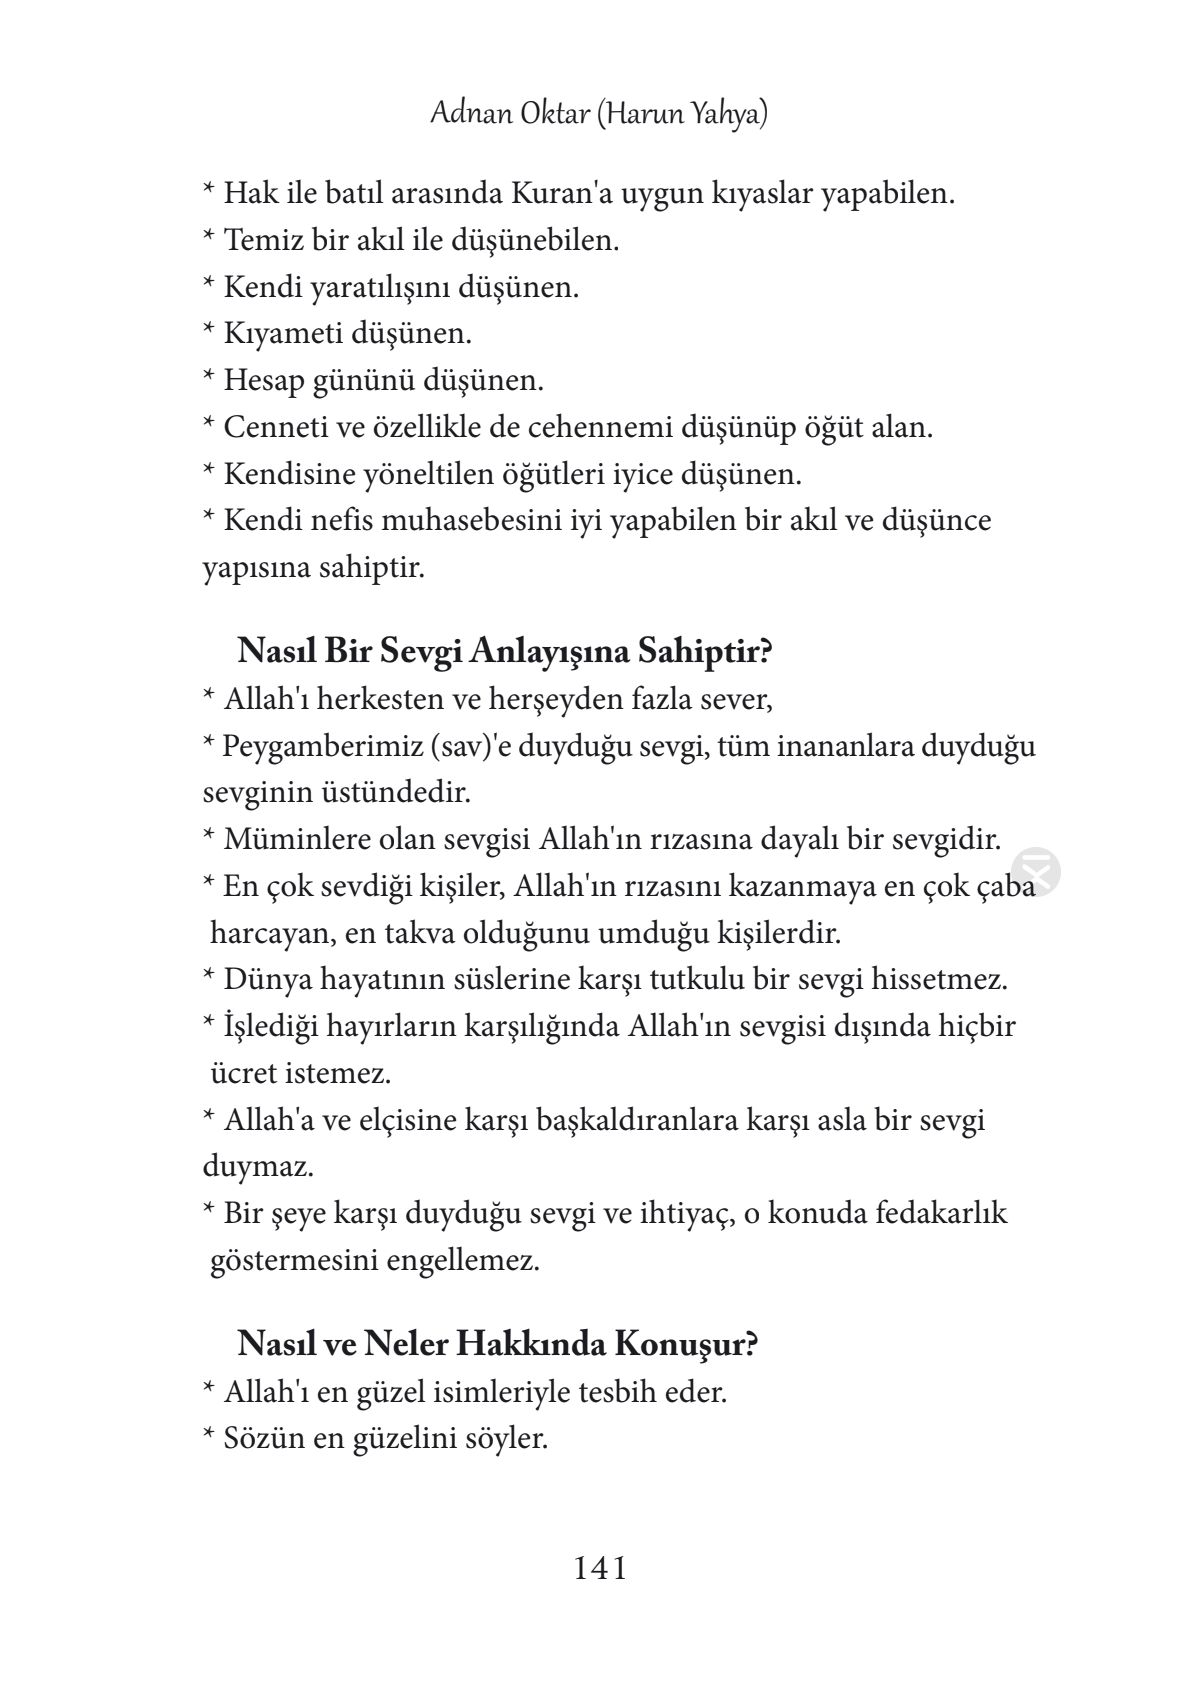 Adnan Oktar (Harun Yahya)
* Hak ile batıl arasında Kuran'a uygun kıyaslar yapabilen.
* Temiz bir akıl ile düşünebilen.
* Kendi yaratılışını düşünen.
* Kıyameti düşünen.
* Hesap gününü düşünen.
* Cenneti ve özellikle de cehennemi düşünüp öğüt alan.
* Kendisine yöneltilen öğütleri iyice düşünen.
* Kendi nefis muhasebesini iyi yapabilen bir akıl ve düşünce
yapısına sahiptir.
Nasıl Bir Sevgi Anlayışına Sahiptir?
* Allah'ı herkesten ve herşeyden fazla sever,
* Peygamberimiz (sav)'e duyduğu sevgi, tüm inananlara duyduğu
sevginin üstündedir.
* Müminlere olan sevgisi Allah'ın rızasına dayalı bir sevgidir.
* En çok sevdiği kişiler, Allah'ın rızasını kazanmaya en çok çaba
harcayan, en takva olduğunu umduğu kişilerdir.
* Dünya hayatının süslerine karşı tutkulu bir sevgi hissetmez.
* İşlediği hayırların karşılığında Allah'ın sevgisi dışında hiçbir
ücret istemez.
* Allah'a ve elçisine karşı başkaldıranlara karşı asla bir sevgi
duymaz.
* Bir şeye karşı duyduğu sevgi ve ihtiyaç, o konuda fedakarlık
göstermesini engellemez.
Nasıl ve Neler Hakkında Konuşur?
* Allah'ı en güzel isimleriyle tesbih eder.
* Sözün en güzelini söyler.
141